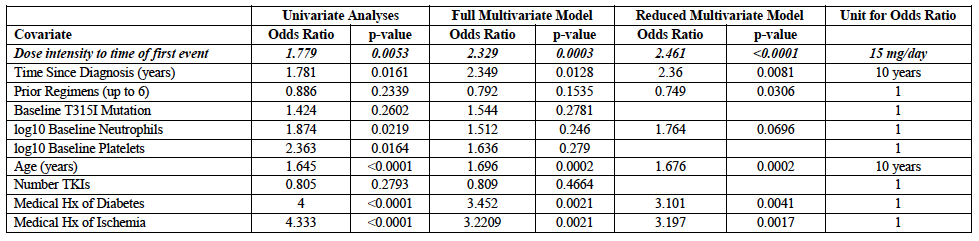 Univariate Analyses Full Multivariate Model Reduced Multivariate Model Unit for Odds Ratio
Covariate Odds Ratio p-value Odds Ratio p-value Odds Ratio p-value
Dose intensity to time of first event 1.779 0.0053 2.329 0.0003 2.461 <0.0001 15 mg/day
Time Since Diagnosis (years) 1.781 0.0161 2.349 0.0128 2.36 0.0081 10 years
Prior Regimens (up to 6) 0.886 0.2339 0.792 0.1535 0.749 0.0306 1
Baseline T315I Mutation 1.424 0.2602 1.544 0.2781 1
log10 Baseline Neutrophils 1.874 0.0219 1.512 0.246 1.764 0.0696 1
log10 Baseline Platelets 2.363 0.0164 1.636 0.279 1
Age (years) 1.645 <0.0001 1.696 0.0002 1.676 0.0002 10 years
Number TKIs 0.805 0.2793 0.809 0.4664 1
Medical Hx of Diabetes 4 <0.0001 3.452 0.0021 3.101 0.0041 1
Medical Hx of Ischemia 4.333 <0.0001 3.2209 0.0021 3.197 0.0017 1